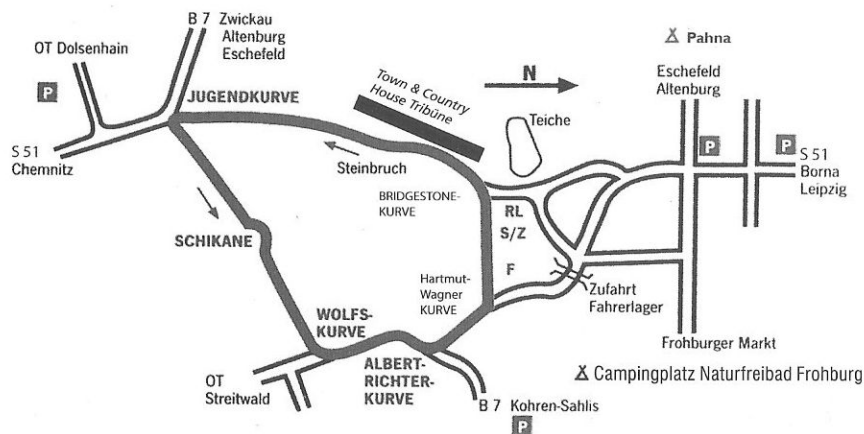 B 7 Zwickau
Altenburg
Eschefeld
OT Dolsenhain
P
JUGENDKURVE
S 51
Chemnitz
Town & Country
House Tribüne
N
Teiche
Pahna
Eschefeld
Altenburg
P
P
S 51
Borna
Leipzig
Steinbruch
BRIDGESTONE-
KURVE
RL
S/Z
F
SCHIKANE
Hartmut-
Wagner
KURVE
Zufahrt
Fahrerlager
WOLFS-
KURVE
Frohburger Markt
ALBERT-
RICHTER-
KURVE
OT
Streitwald
Campingplatz Naturfreibad Frohburg
B 7 Kohren-Sahlis
P